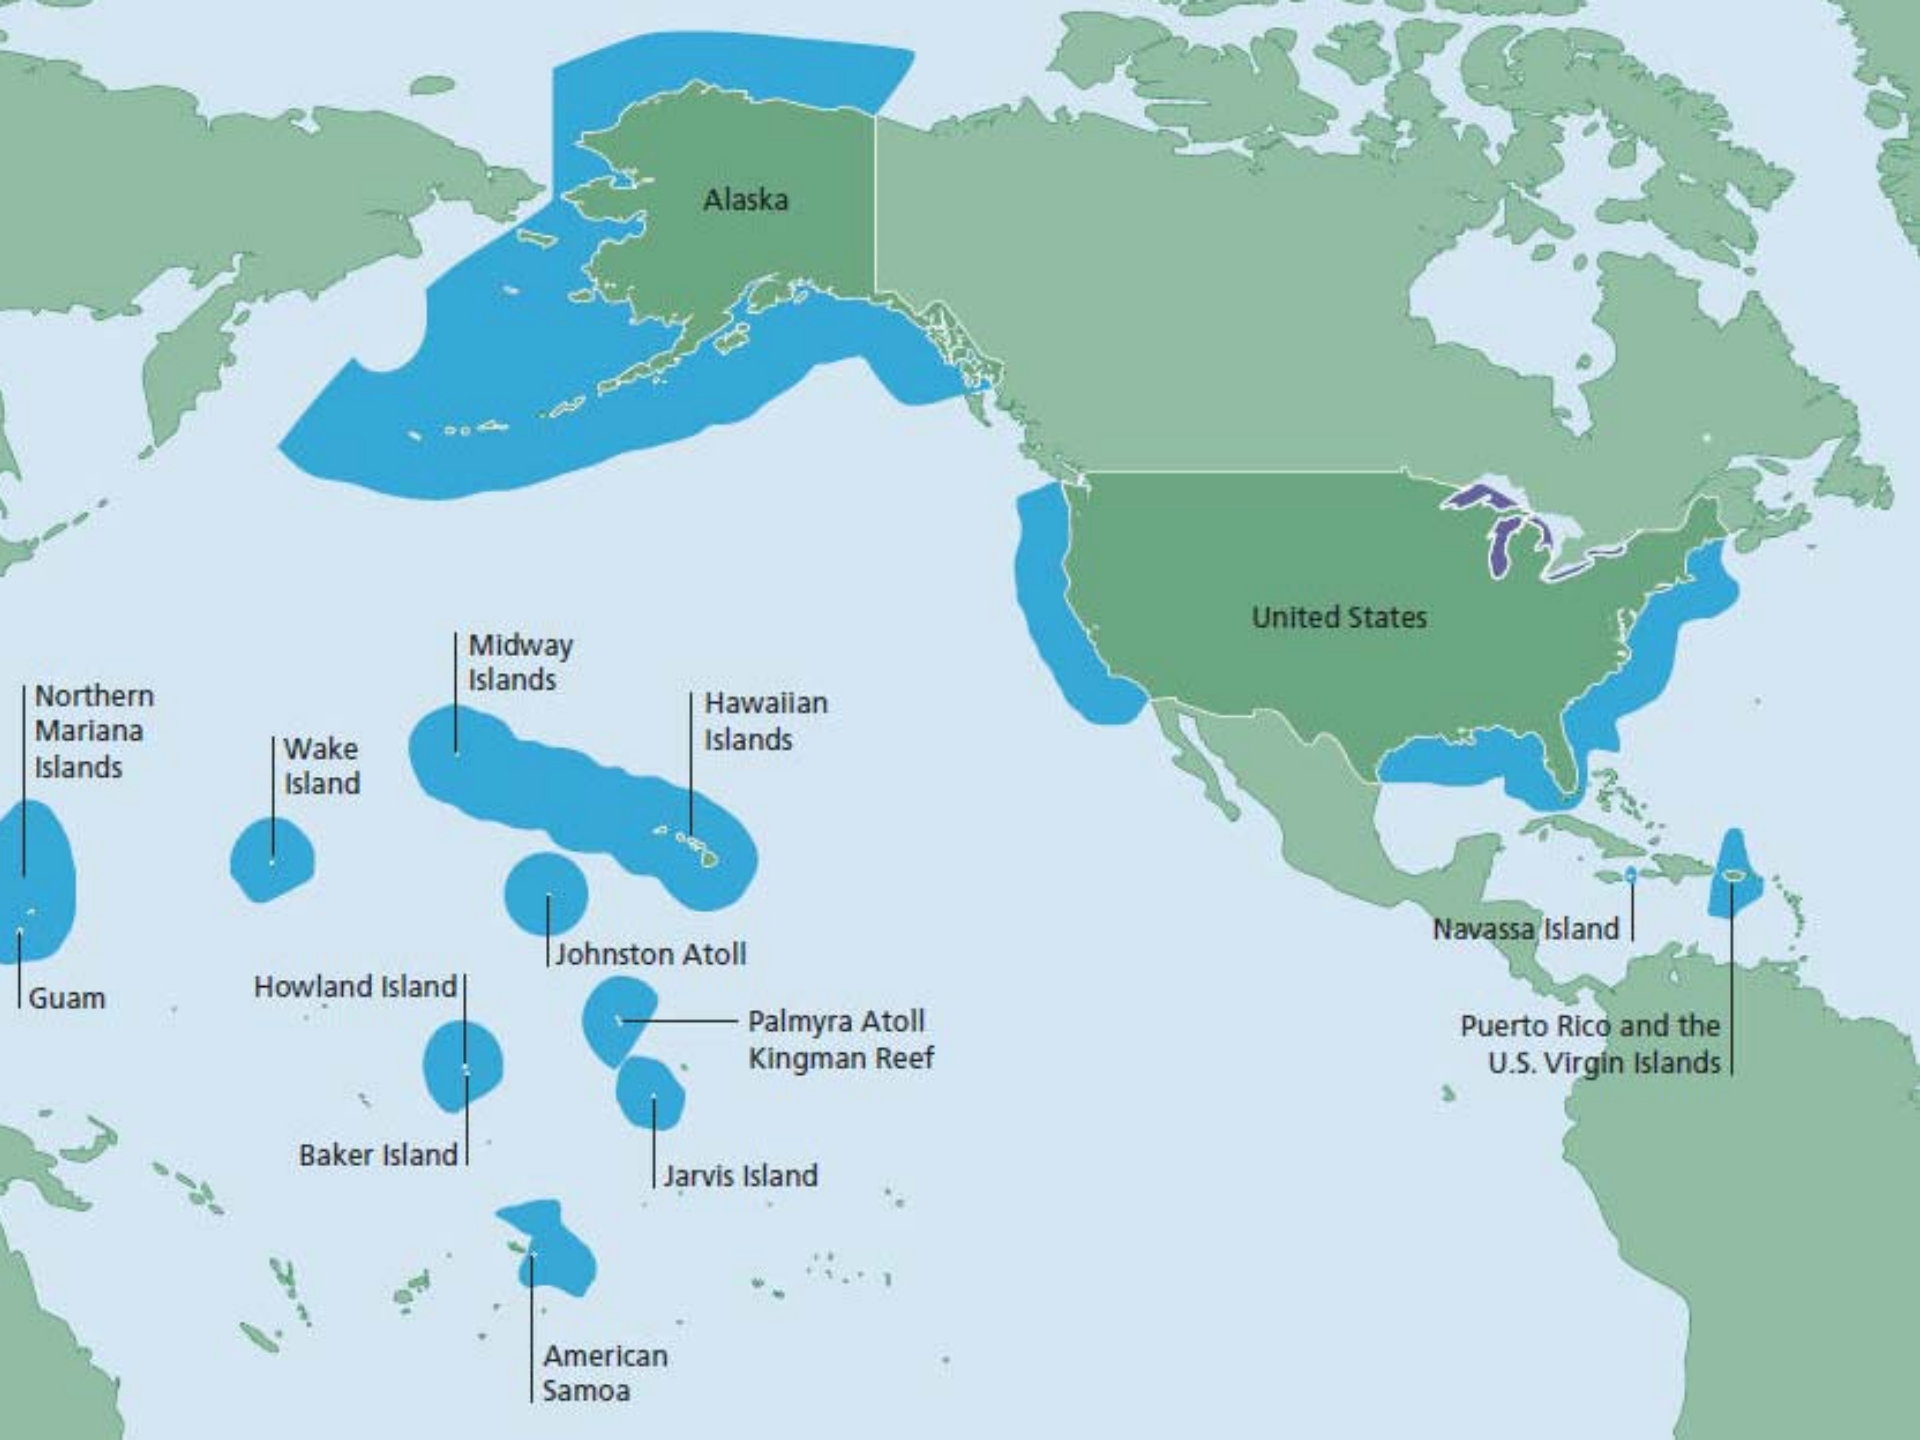 Alaska
United States
Midway
Islands
Northern
Mariana
Islands
Hawaiian
Islands
Wake
Island
Navassa Island
Johnston Atoll
Howland Island
Guam
Palmyra Atoll
Kingman Reef
Puerto Rico and the
U.S. Virgin Islands
Baker Island
Jarvis Island
American
Samoa